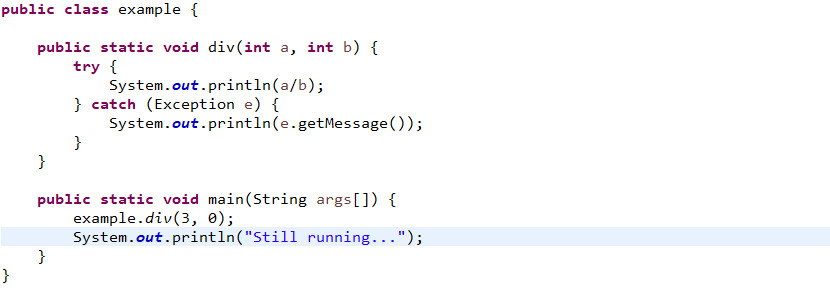 public class example {
    public static void div(int a, int b) {
        try {
            System.out.println(a/b);
        } catch (Exception e) {
            System.out.println(e.getMessage());
        }
    }
    public static void main(String args[]) {
        example.div(3, 0);
        System.out.println("Still running...");
    }
}